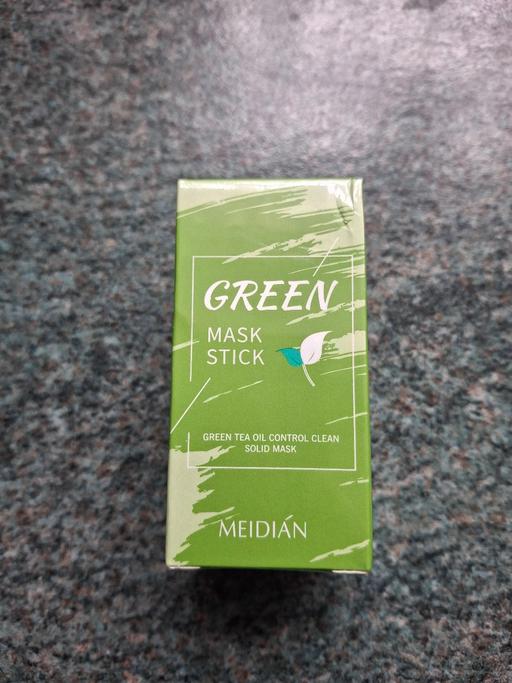 GREEN
MASK
STICK
GREEN TEA OIL CONTROL CLEAN
SOLID MASK
MEIDIÁN